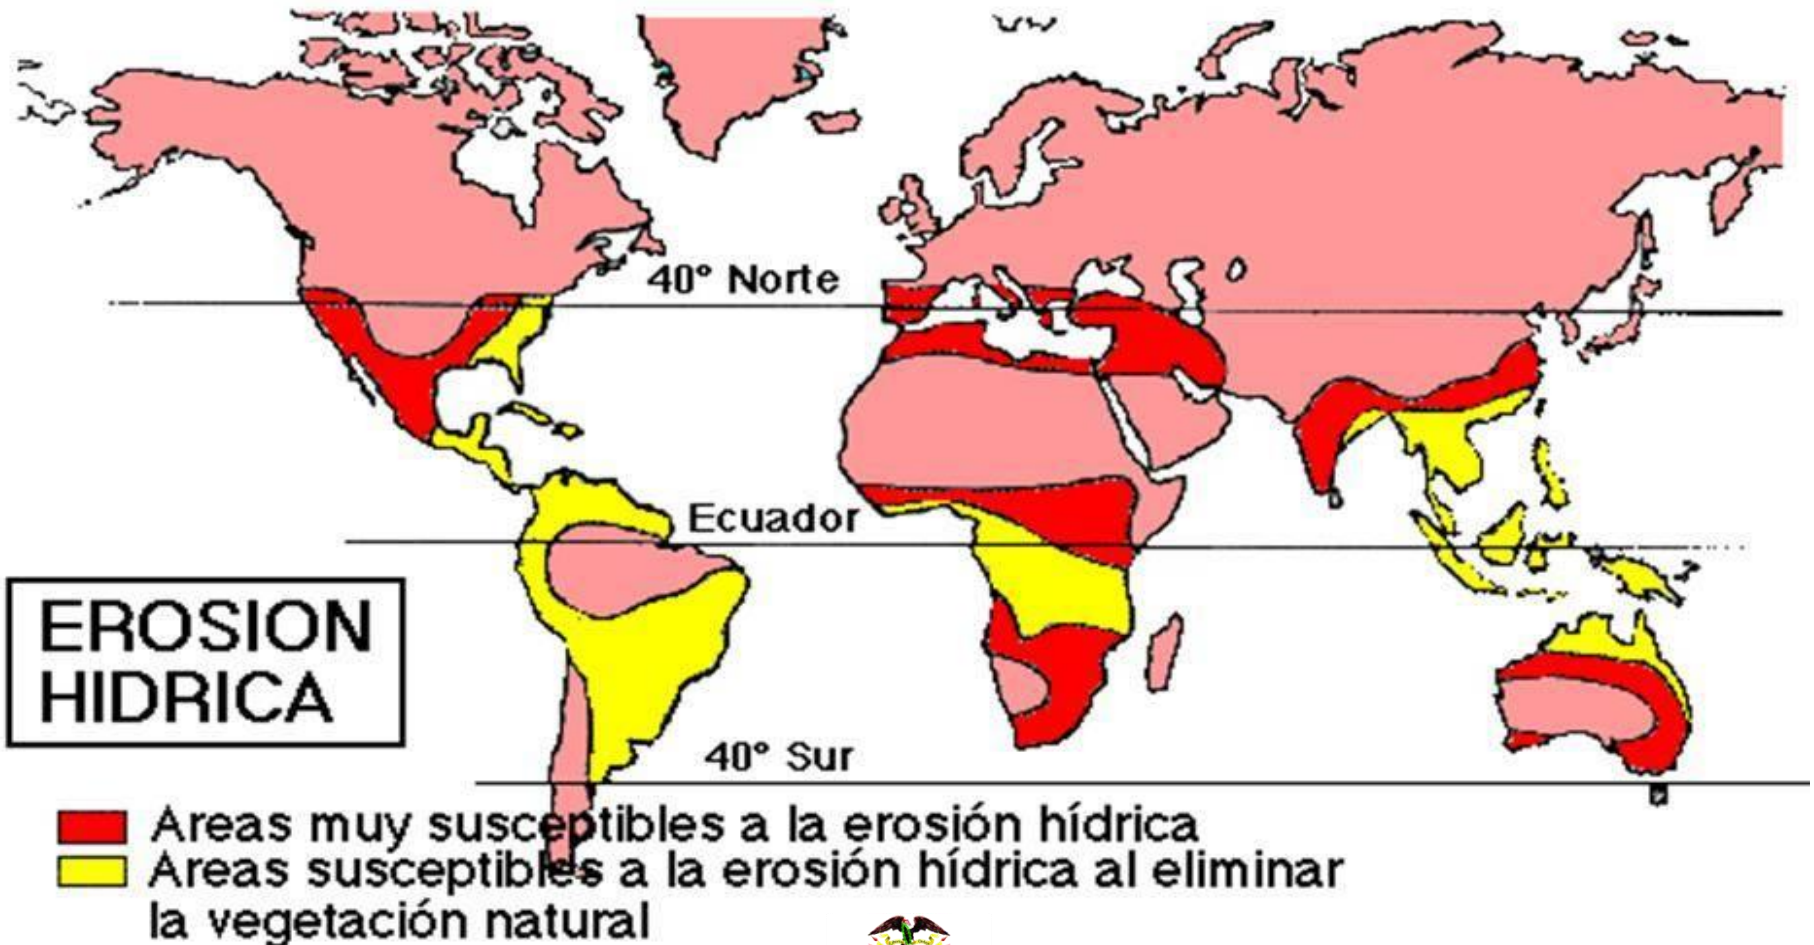 40° Norte
Ecuador
EROSION
HIDRICA
40° Sur
Areas muy susceptibles a la erosión hídrica
Areas susceptibles a la erosión hídrica al eliminar
la vegetación natural